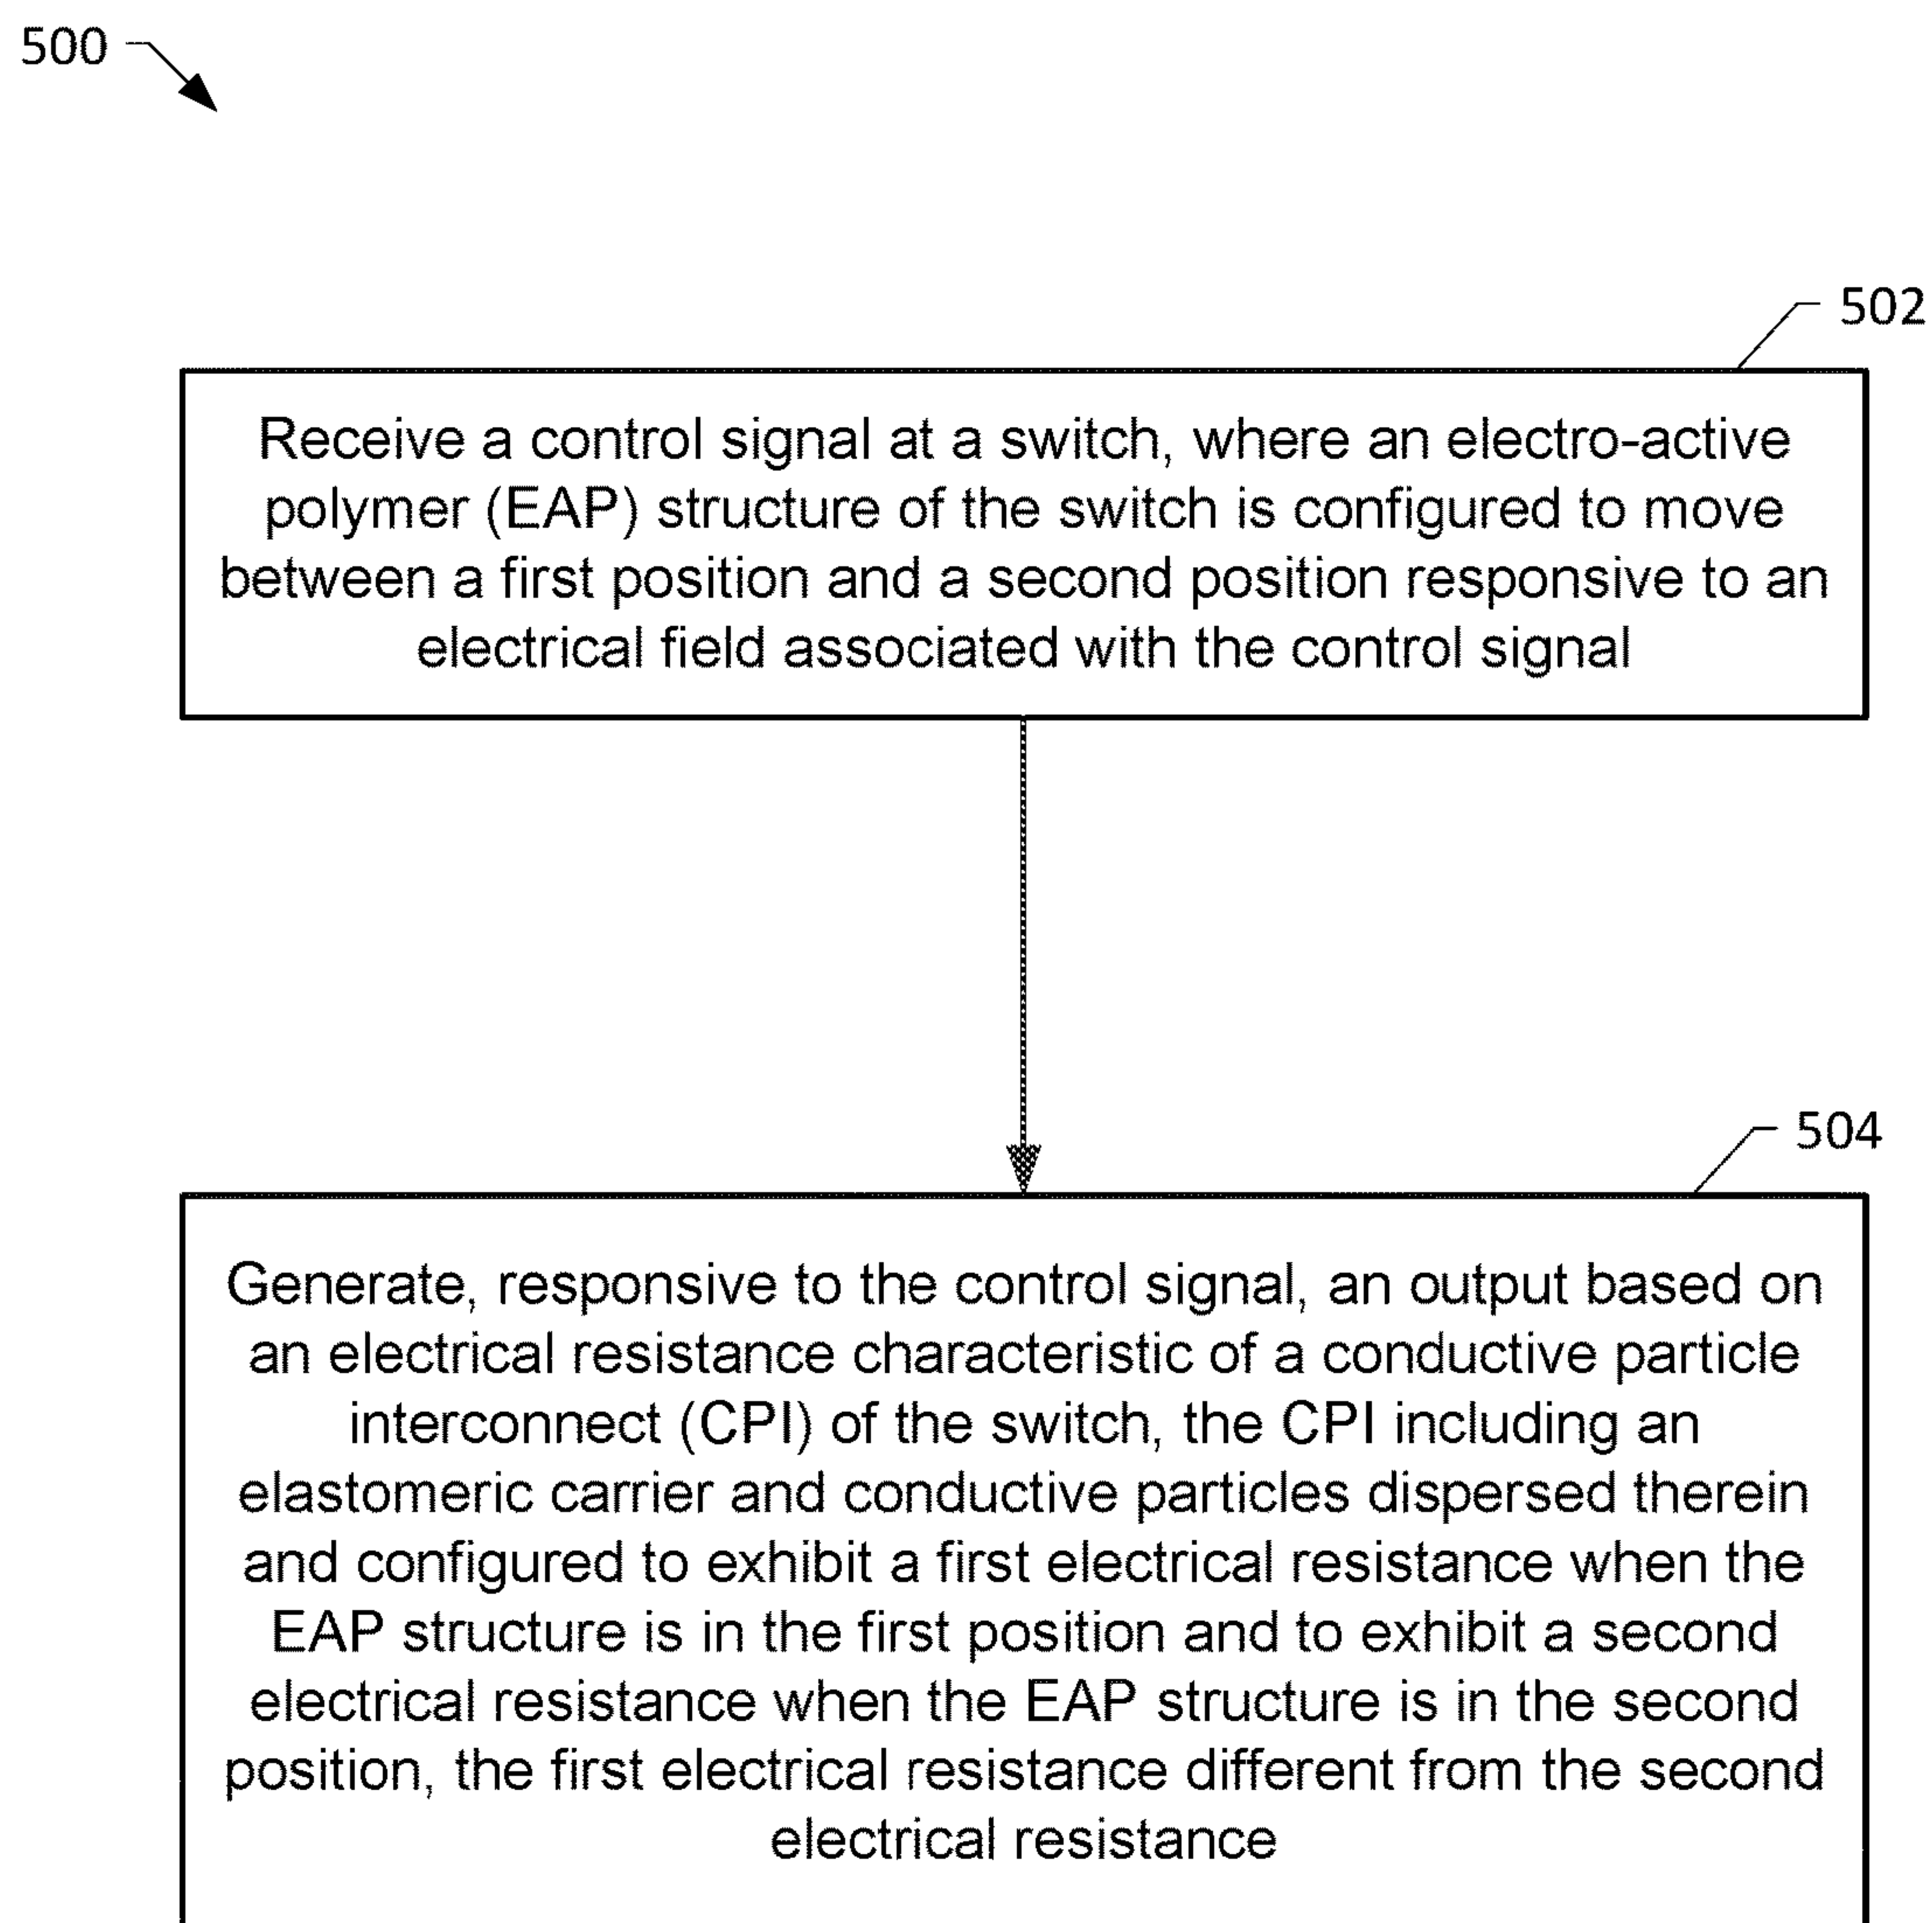 500
502
Receive a control signal at a switch, where an electro-active
polymer (EAP) structure of the switch is configured to move
between a first position and a second position responsive to an
electrical field associated with the control signal
504
Generate, responsive to the control signal, an output based on
an electrical resistance characteristic of a conductive particle
interconnect (CPI) of the switch, the CPI including an
elastomeric carrier and conductive particles dispersed therein
and configured to exhibit a first electrical resistance when the
EAP structure is in the first position and to exhibit a second
electrical resistance when the EAP structure is in the second
position, the first electrical resistance different from the second
electrical resistance